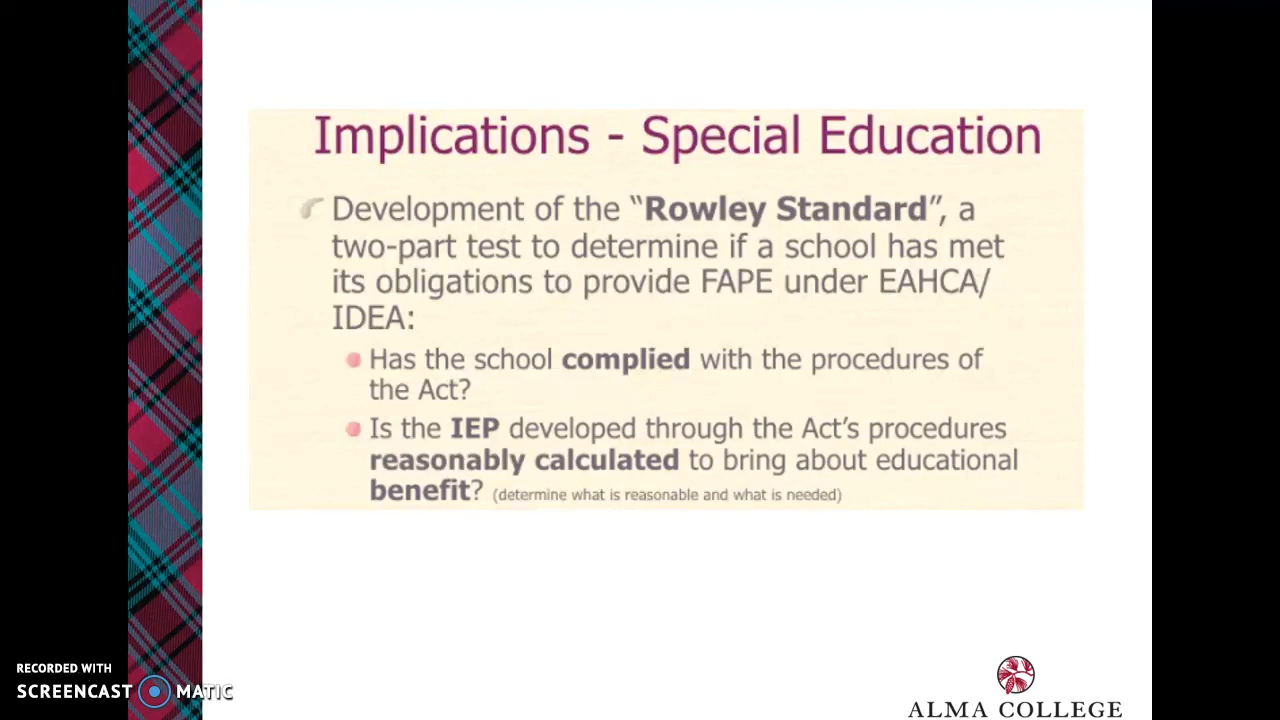 Implications - Special Education
Development of the “Rowley Standard”, a
two-part test to determine if a school has met
its obligations to provide FAPE under EAHCA/
IDEA:
Has the school complied with the procedures of
the Act?
Is the IEP developed through the Act’s procedures
reasonably calculated to bring about educational
benefit? (determine what is reasonable and what is needed)
RECORDED WITH
SCREENCAST MATIC
ALMA COLLEGE